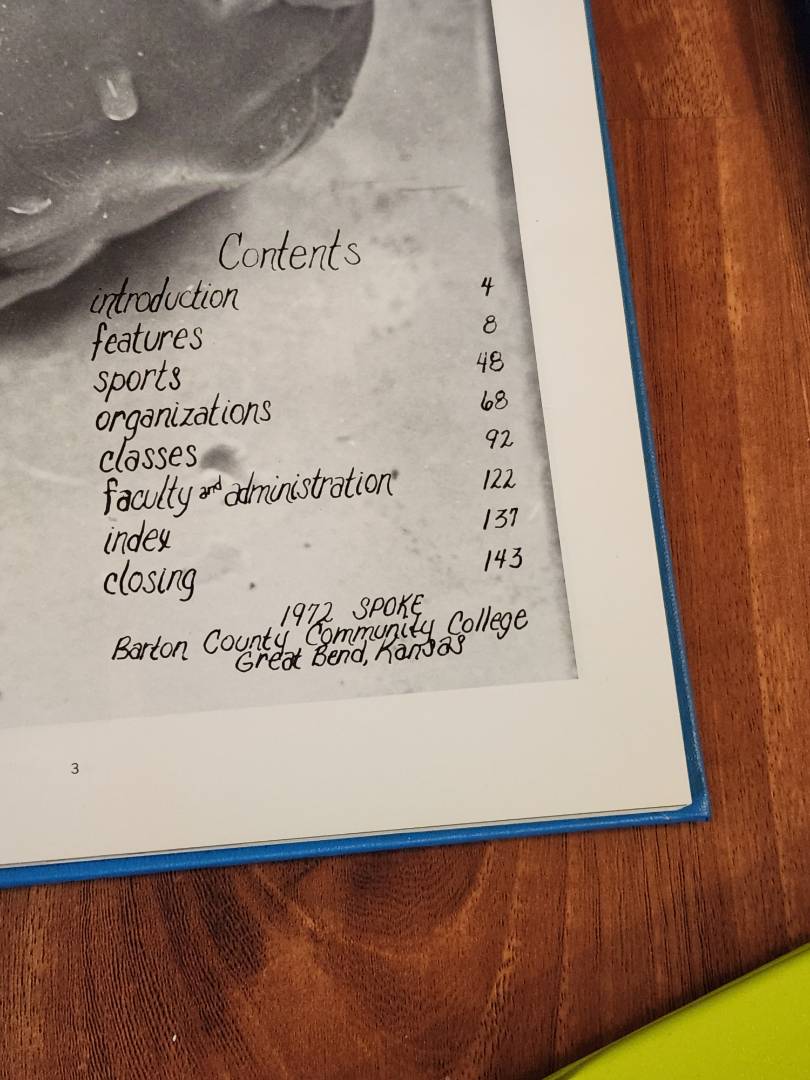 Contents
introduction 4
features 8
sports 48
organizations 68
classes 92
faculty and administration 122
index 137
closing 143
1972 SPOKE
Barton County Community College
Great Bend, Kansas
3